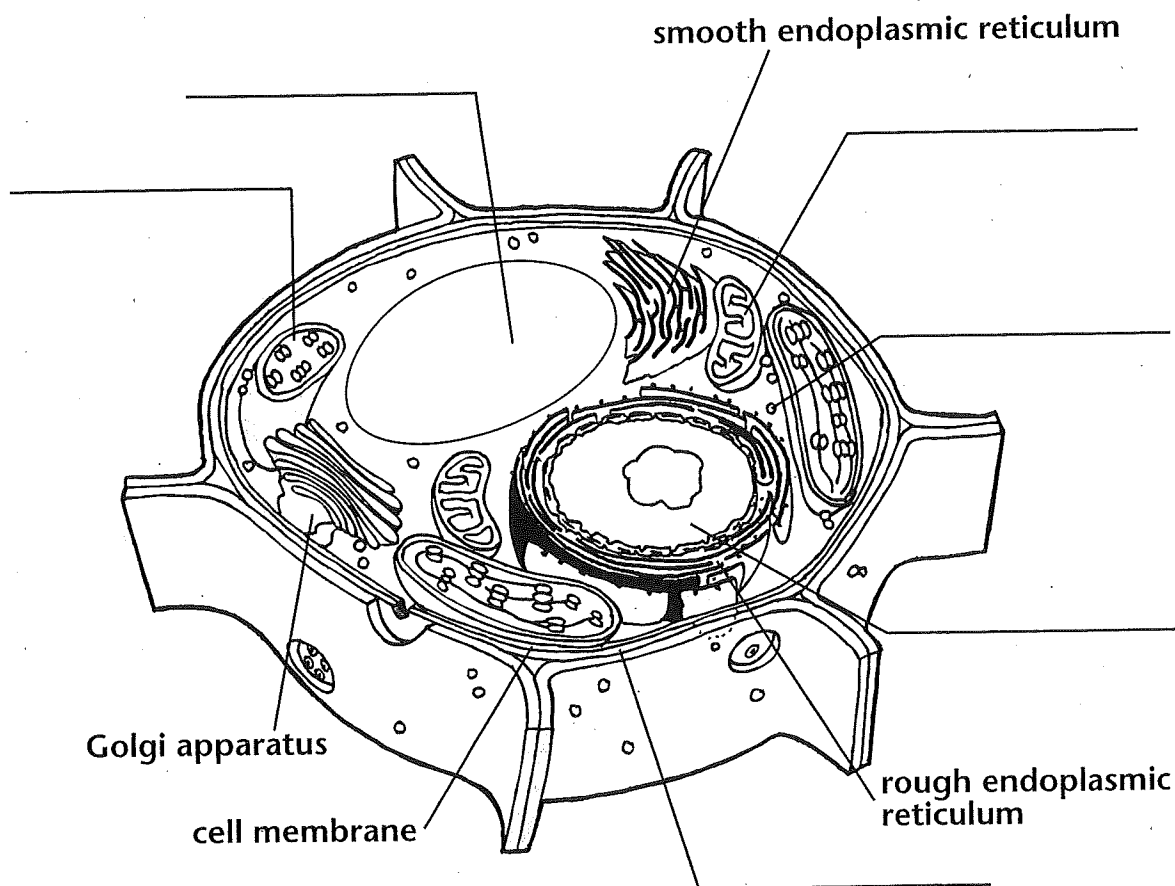 smooth endoplasmic reticulum
Golgi apparatus
rough endoplasmic
reticulum
cell membrane